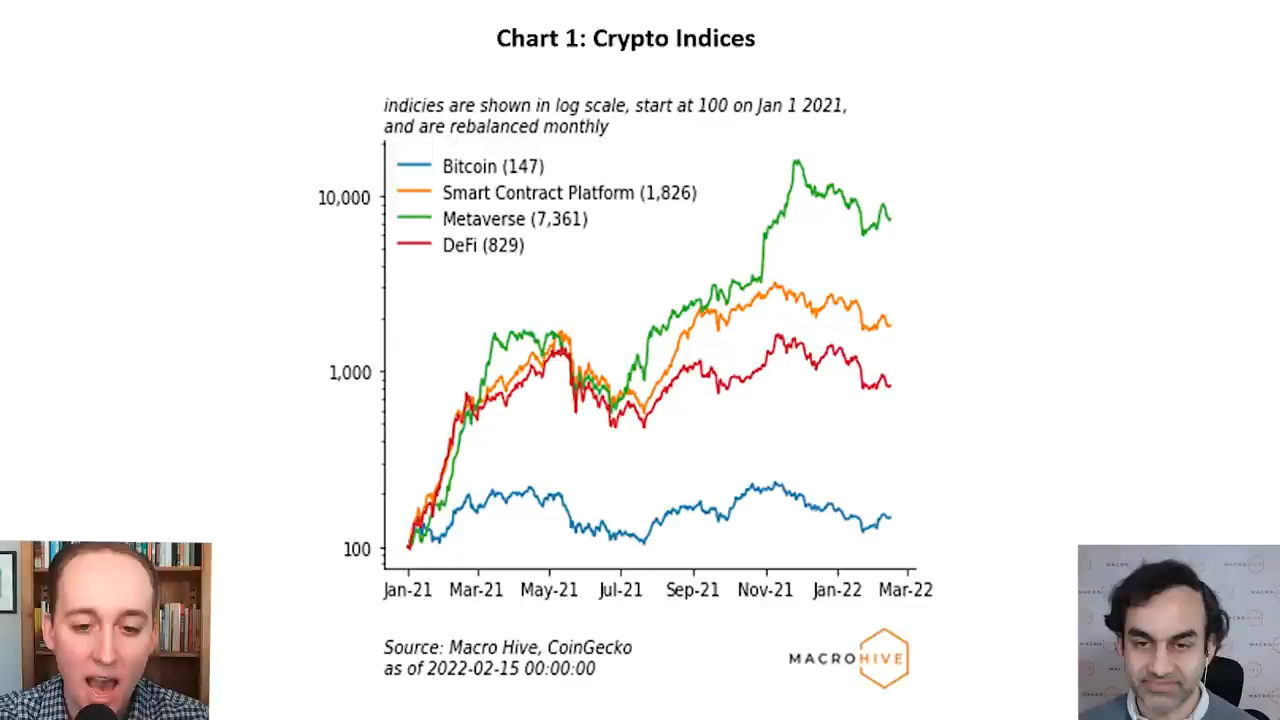 Chart 1: Crypto Indices
indicies are shown in log scale, start at 100 on Jan 1 2021,
and are rebalanced monthly
Bitcoin (147)
Smart Contract Platform (1,826)
Metaverse (7,361)
DeFi (829)
10,000
1,000
100
Jan-21 Mar-21 May-21 Jul-21 Sep-21 Nov-21 Jan-22 Mar-22
Source: Macro Hive, CoinGecko
as of 2022-02-15 00:00:00
MACROHIVE